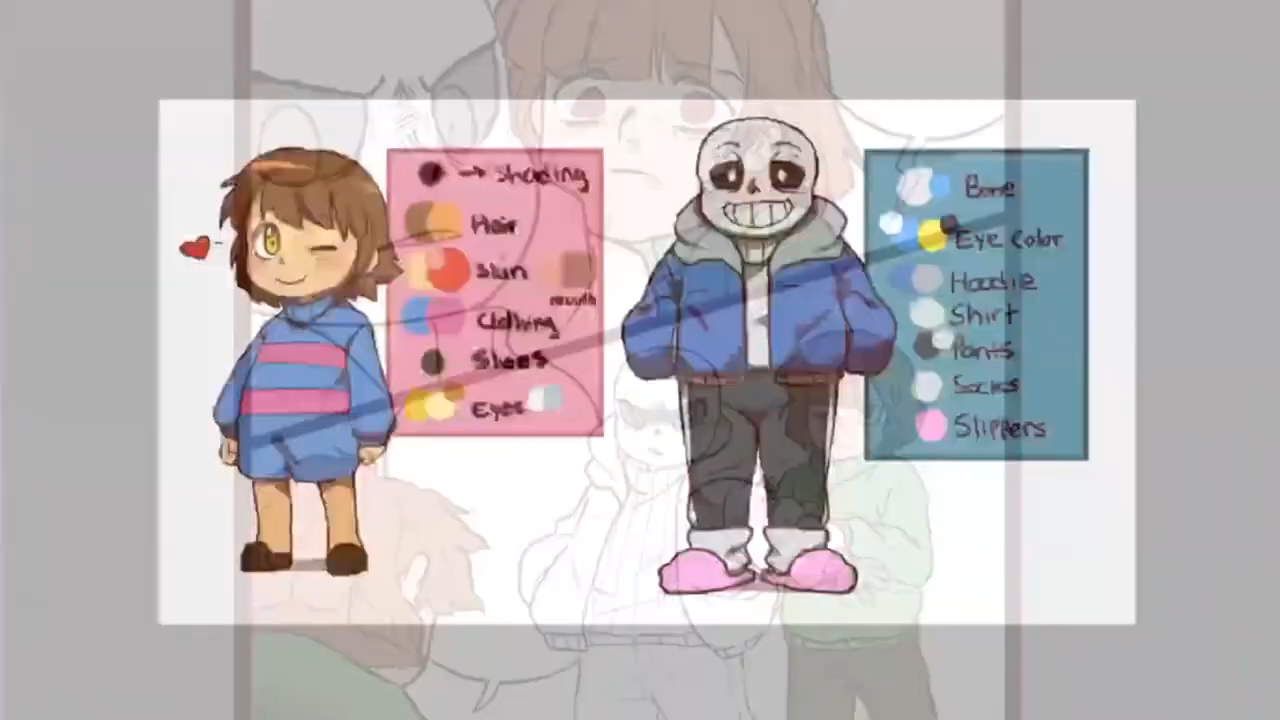 Shading
Hair
Skin
mouth
Clothing
Shoes
Eyes
Bone
Eye Color
Hoodie
Shirt
Pants
Socks
Slippers